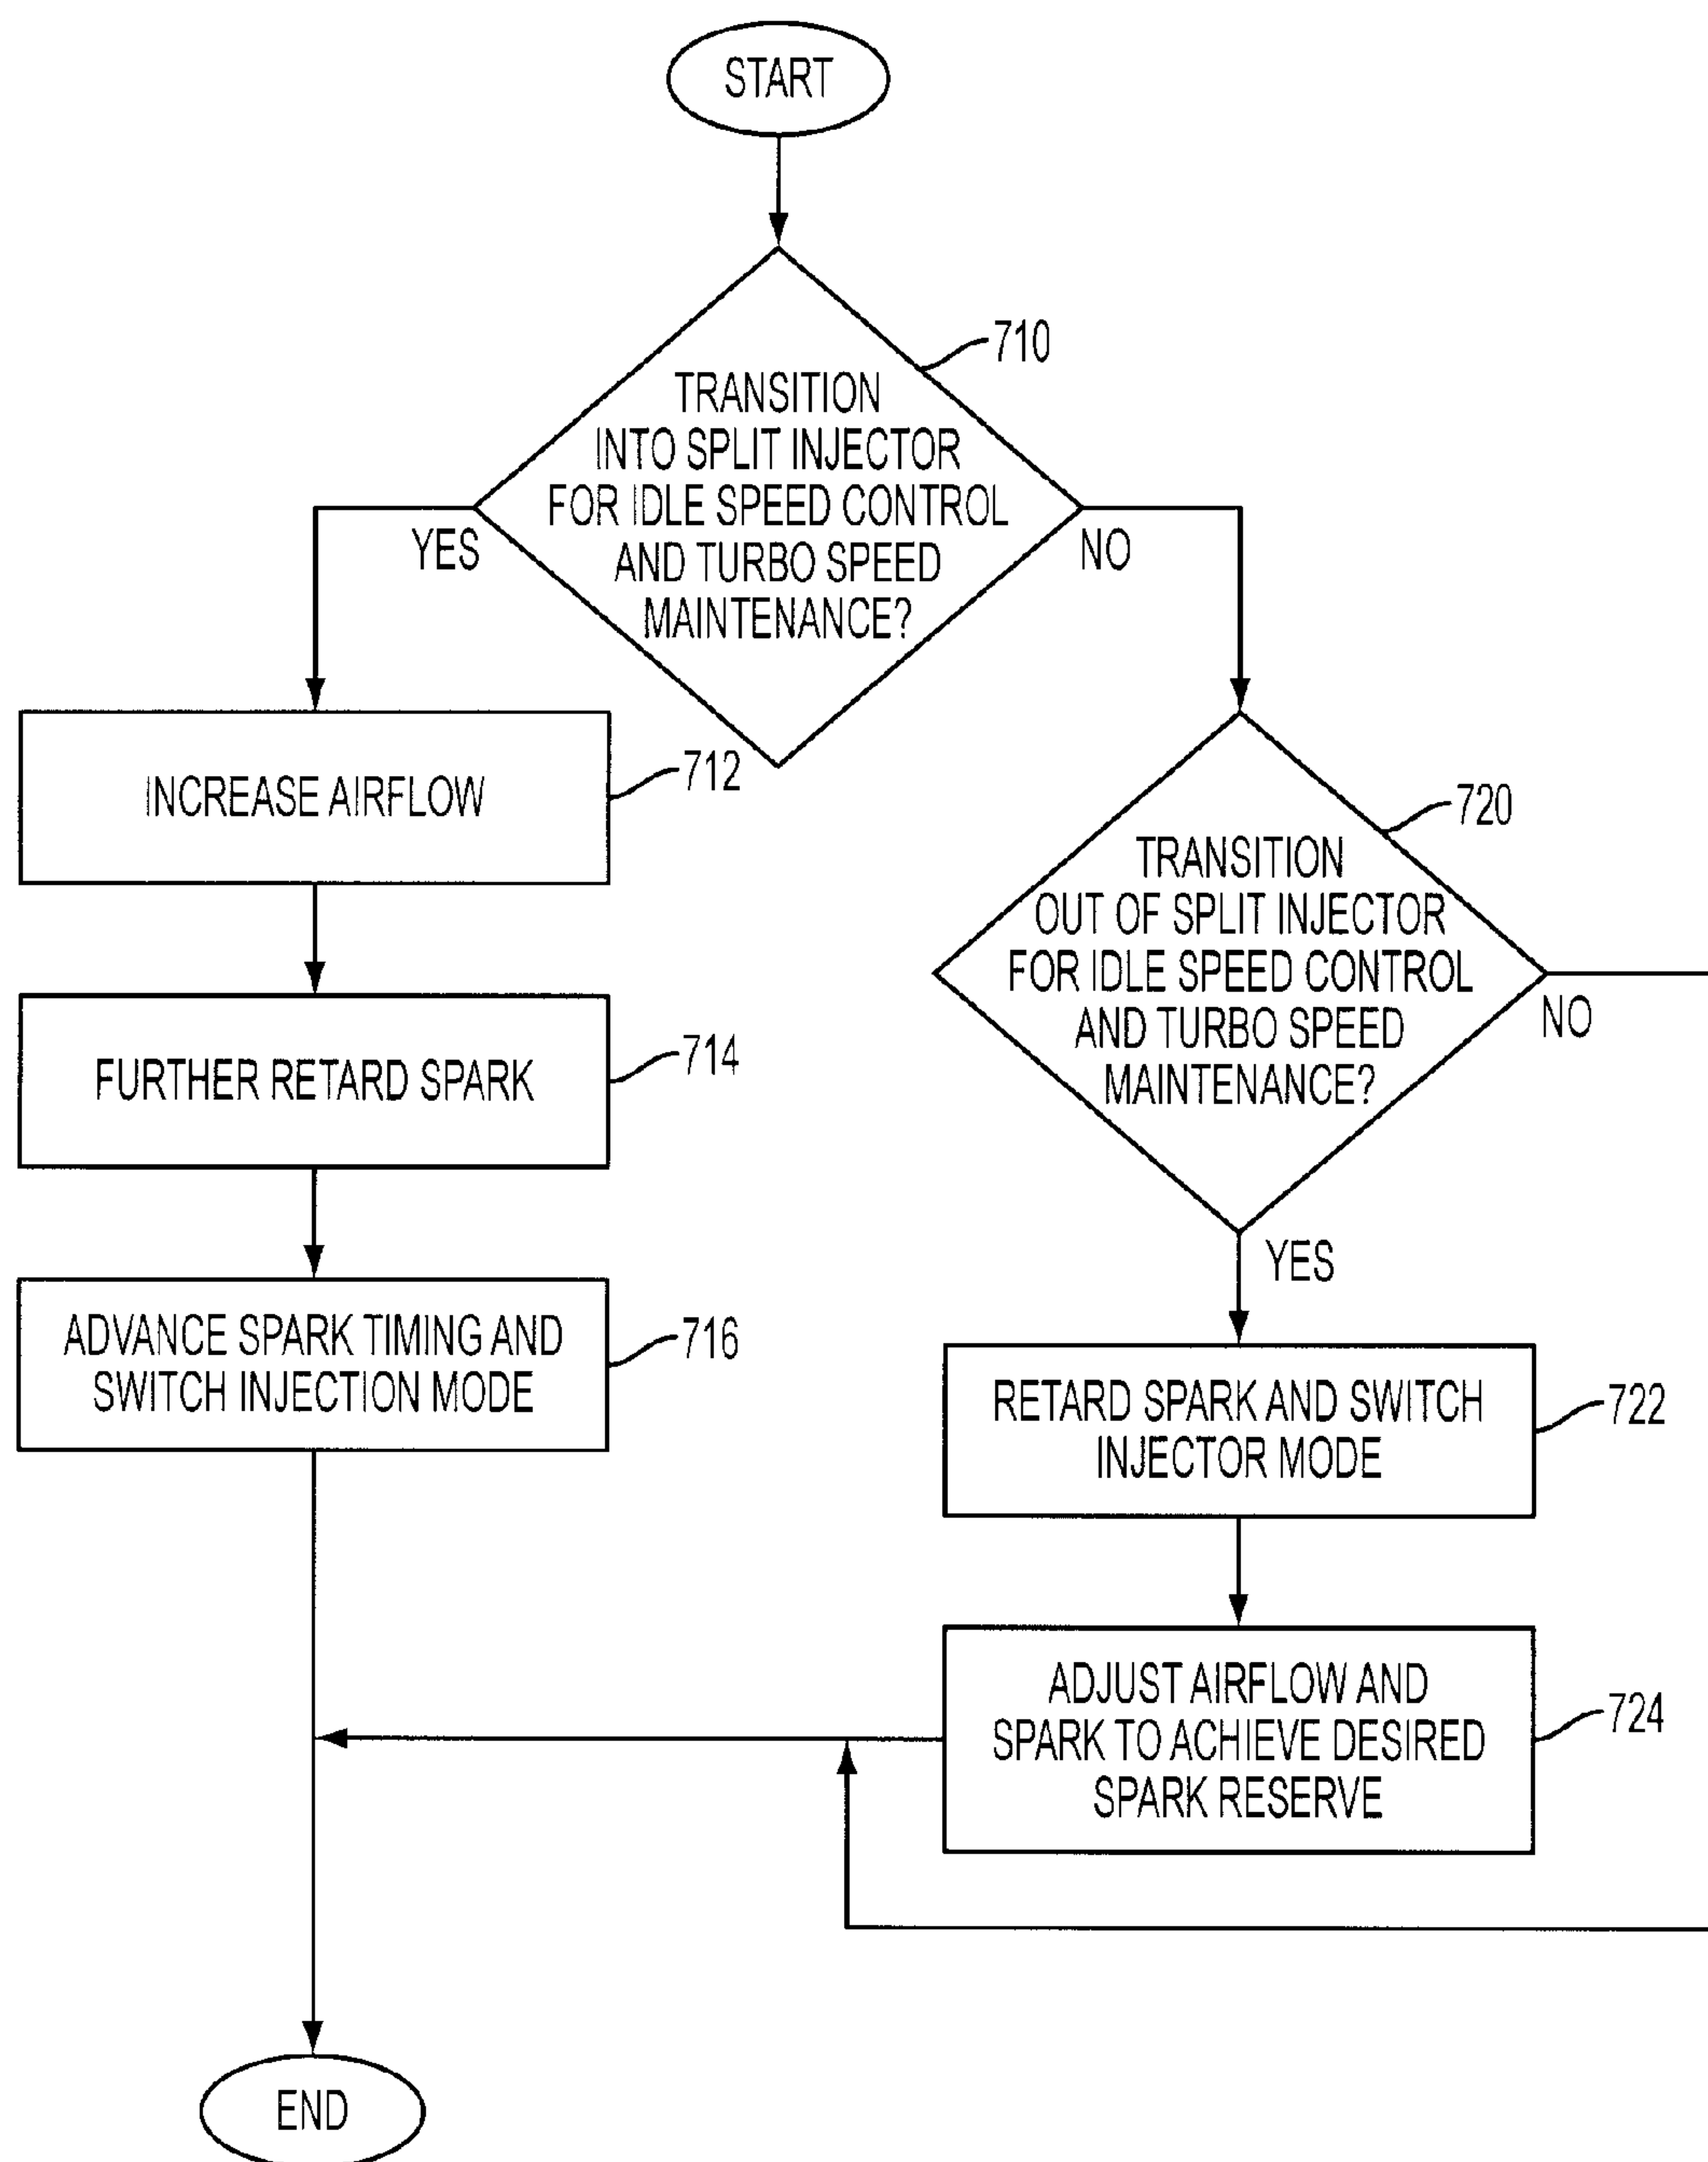 START
710
TRANSITION
INTO SPLIT INJECTOR
FOR IDLE SPEED CONTROL
AND TURBO SPEED
MAINTENANCE?
YES
NO
INCREASE AIRFLOW
712
720
TRANSITION
OUT OF SPLIT INJECTOR
FOR IDLE SPEED CONTROL
AND TURBO SPEED
MAINTENANCE?
NO
FURTHER RETARD SPARK
714
YES
ADVANCE SPARK TIMING AND
SWITCH INJECTION MODE
716
RETARD SPARK AND SWITCH
INJECTOR MODE
722
ADJUST AIRFLOW AND
SPARK TO ACHIEVE DESIRED
SPARK RESERVE
724
END